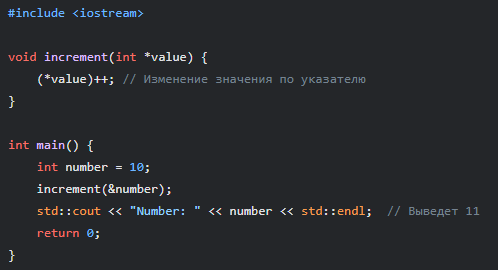 #include <iostream>

void increment(int *value) {
    (*value)++; // Изменение значения по указателю
}

int main() {
    int number = 10;
    increment(&number);
    std::cout << "Number: " << number << std::endl;  // Выведет 11
    return 0;
}